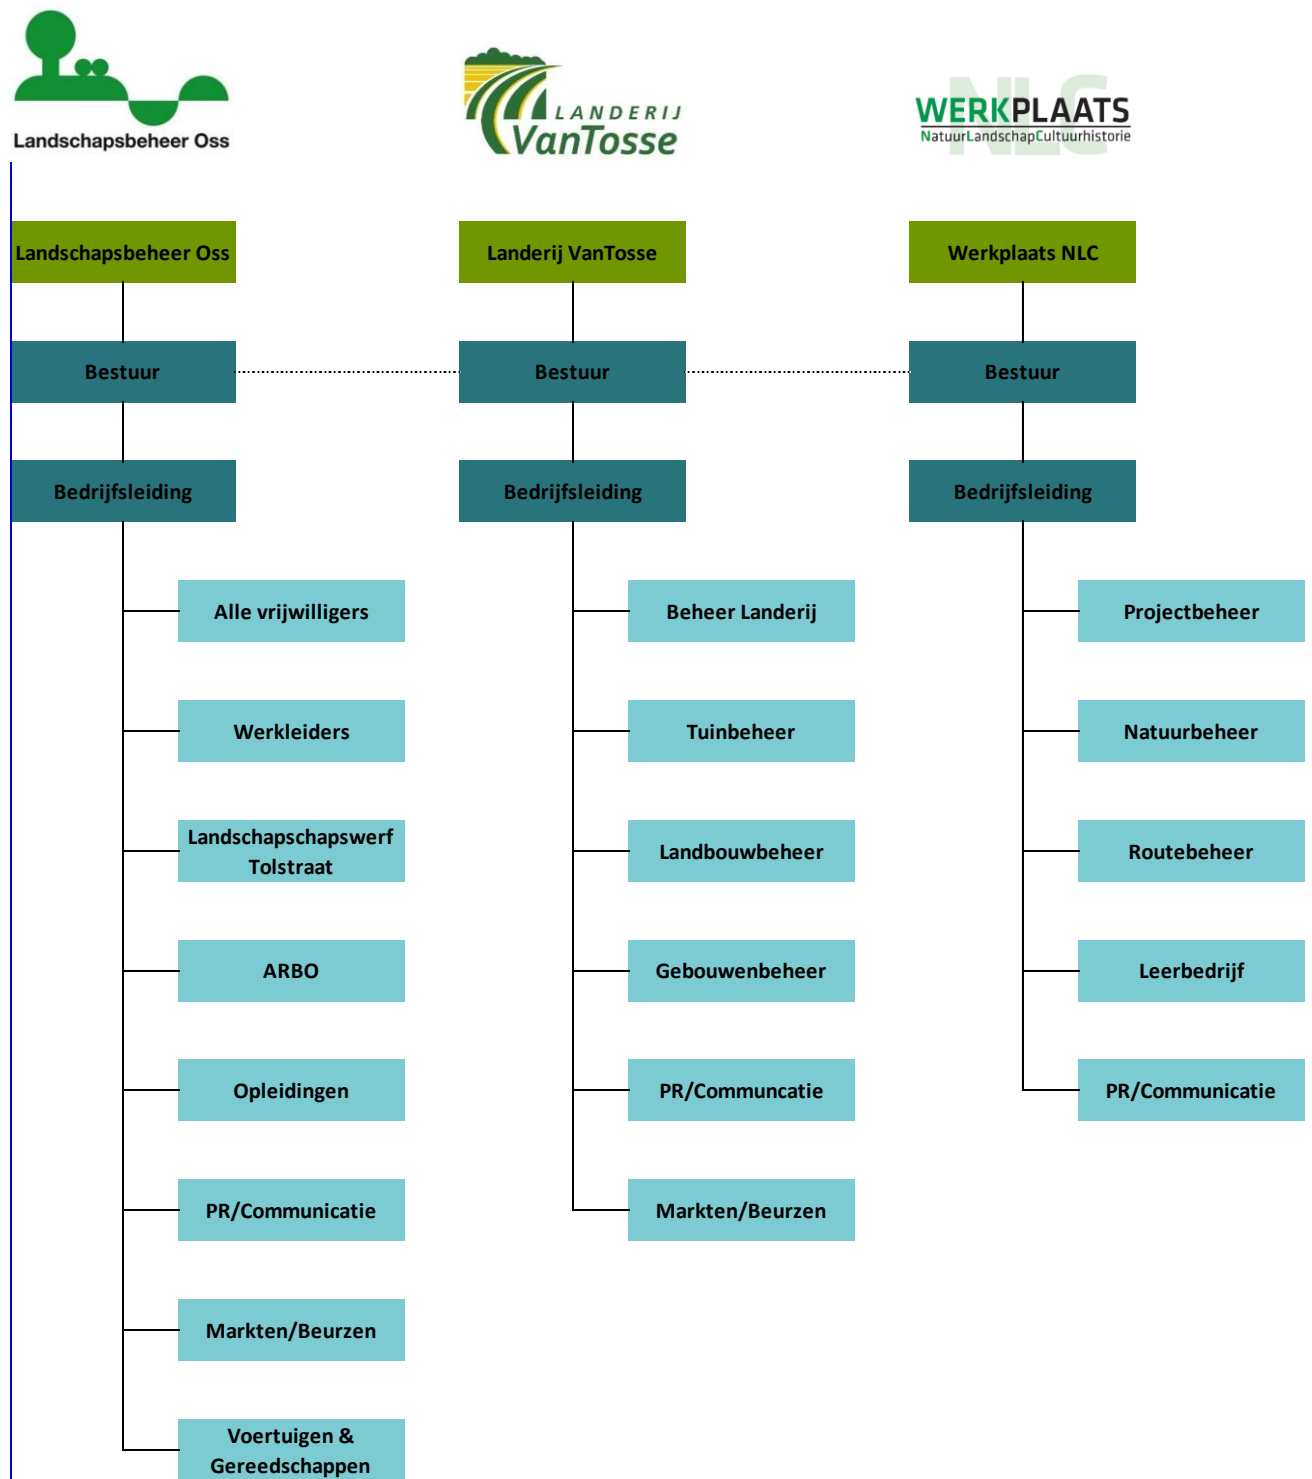 Landschapsbeheer Oss
LANDERIJ
VanTosse
NLC
WERKPLAATS
NatuurLandschapCultuurhistorie
Landschapsbeheer Oss
Bestuur
Bedrijfsleiding
Alle vrijwilligers
Werkleiders
Landschapschapswerf
Tolstraat
ARBO
Opleidingen
PR/Communicatie
Markten/Beurzen
Voertuigen &
Gereedschappen
Landerij VanTosse
Bestuur
Bedrijfsleiding
Beheer Landerij
Tuinbeheer
Landbouwbeheer
Gebouwenbeheer
PR/Communcatie
Markten/Beurzen
Werkplaats NLC
Bestuur
Bedrijfsleiding
Projectbeheer
Natuurbeheer
Routebeheer
Leerbedrijf
PR/Communicatie